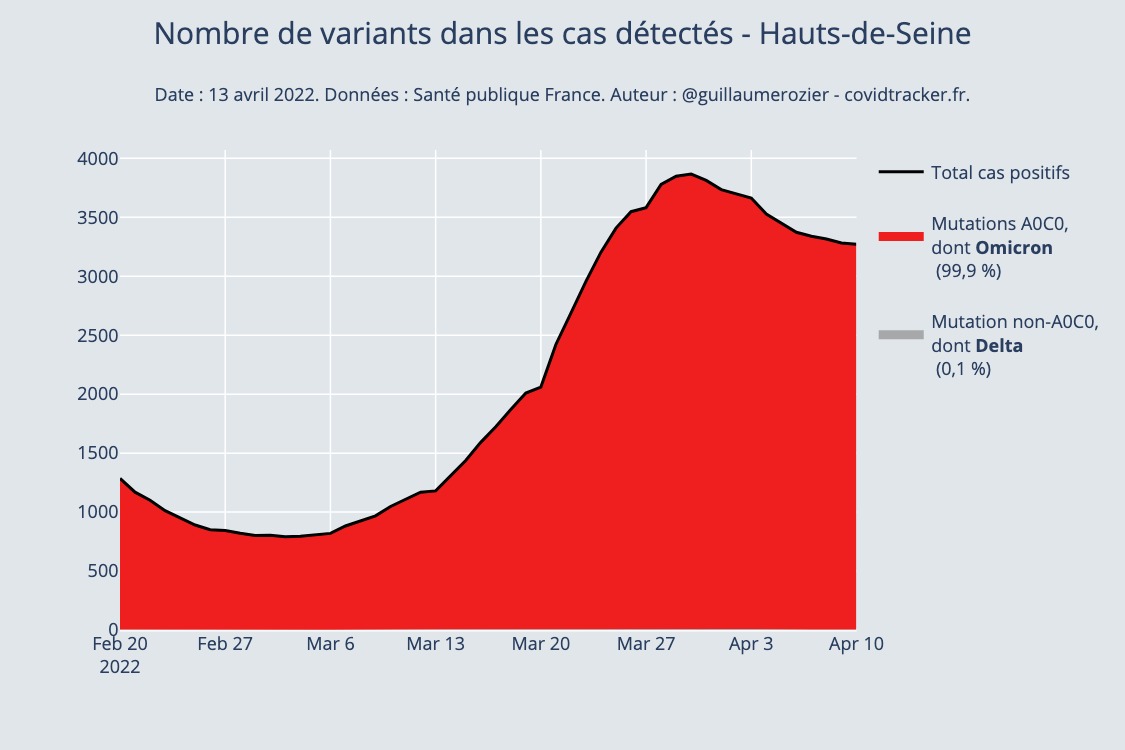 Nombre de variants dans les cas détectés - Hauts-de-Seine
Date : 13 avril 2022. Données : Santé publique France. Auteur : @guillaumerozier - covidtracker.fr.
4000
3500
3000
2500
2000
1500
1000
500
0
Feb 20
2022
Feb 27
Mar 6
Mar 13
Mar 20
Mar 27
Apr 3
Apr 10
Total cas positifs
Mutations A0C0,
dont Omicron
(99,9 %)
Mutation non-A0C0,
dont Delta
(0,1 %)